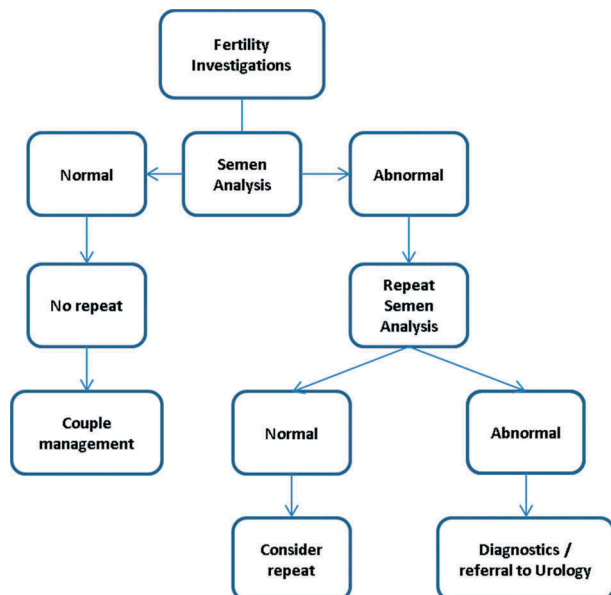 Fertility
Investigations
Normal
Semen
Analysis
Abnormal
No repeat
Repeat
Semen
Analysis
Couple
management
Normal
Abnormal
Consider
repeat
Diagnostics /
referral to Urology